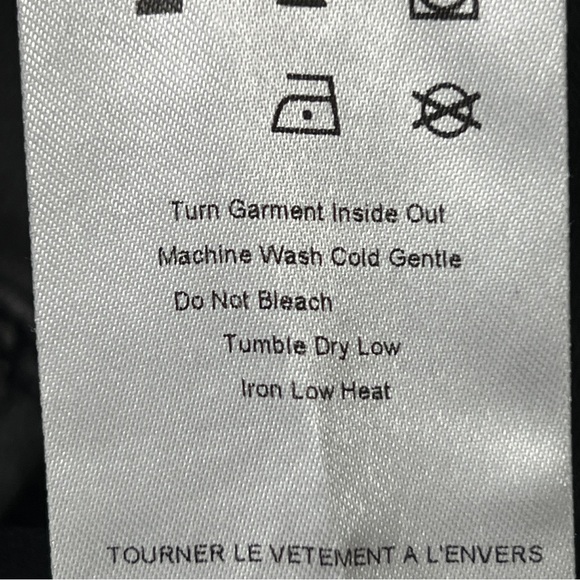 Turn Garment Inside Out
Machine Wash Cold Gentle
Do Not Bleach
Tumble Dry Low
Iron Low Heat
TOURNER LE VETEMENT A L'ENVERS